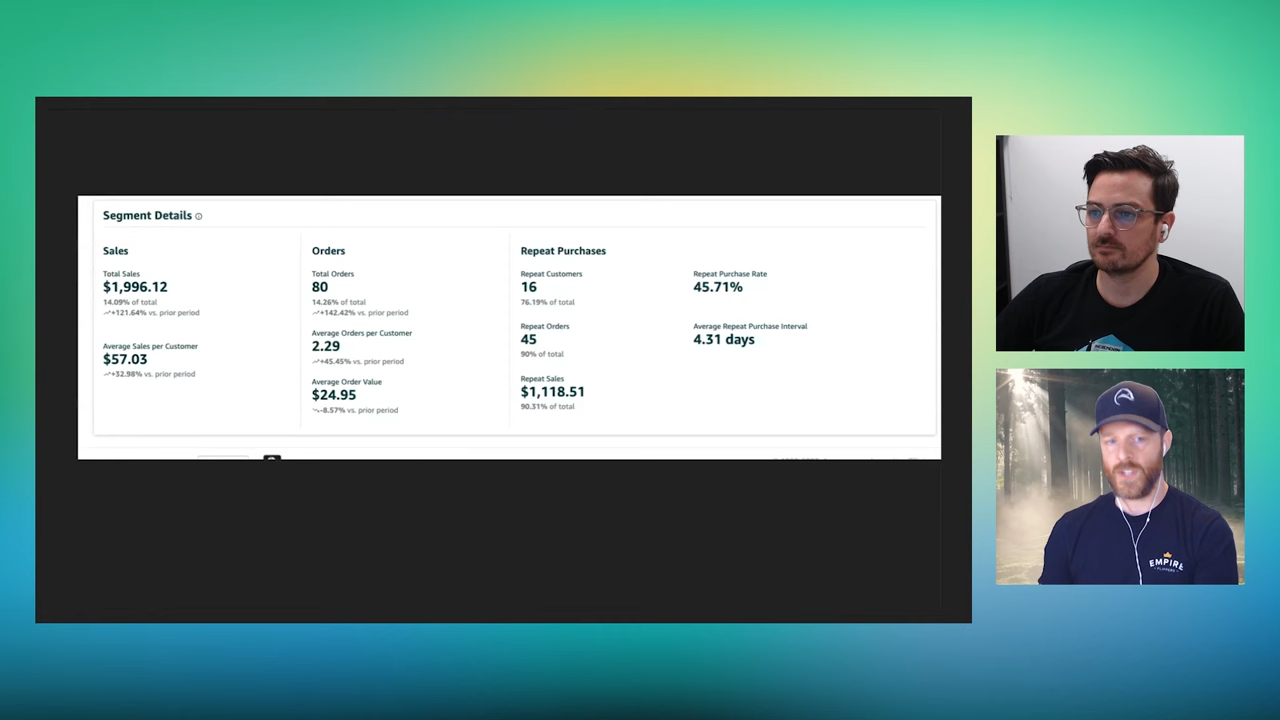 Segment Details
Sales
Total Sales
$1,996.12
14.09% of total
+121.64% vs. prior period
Average Sales per Customer
$57.03
+32.98% vs. prior period
Orders
Total Orders
80
14.26% of total
+142.42% vs. prior period
Average Orders per Customer
2.29
+45.45% vs. prior period
Average Order Value
$24.95
-8.57% vs. prior period
Repeat Purchases
Repeat Customers
16
76.19% of total
Repeat Orders
45
90% of total
Repeat Sales
$1,118.51
90.31% of total
Repeat Purchase Rate
45.71%
Average Repeat Purchase Interval
4.31 days
EMPIRE
FLIPPERS